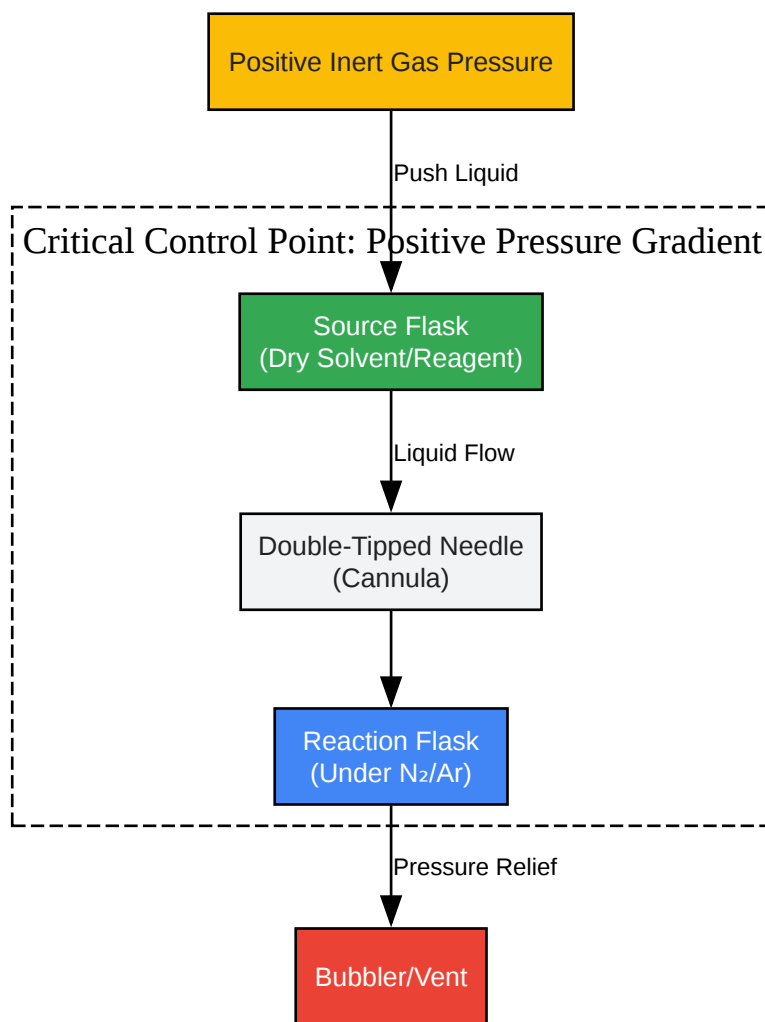 Positive Inert Gas Pressure
Push Liquid
Critical Control Point: Positive Pressure Gradient
Source Flask
(Dry Solvent/Reagent)
Liquid Flow
Double-Tipped Needle
(Cannula)
Reaction Flask
(Under N₂/Ar)
Pressure Relief
Bubbler/Vent